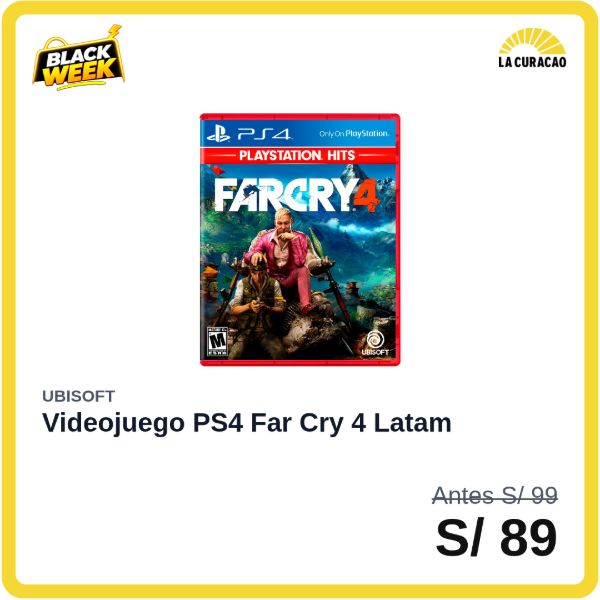 BLACK
WEEK
LA CURACAO
PS4
Only On PlayStation.
PLAYSTATION HITS
FARCRY4
M
ESRB
UBISOFT
UBISOFT
Videojuego PS4 Far Cry 4 Latam
Antes S/ 99
S/ 89